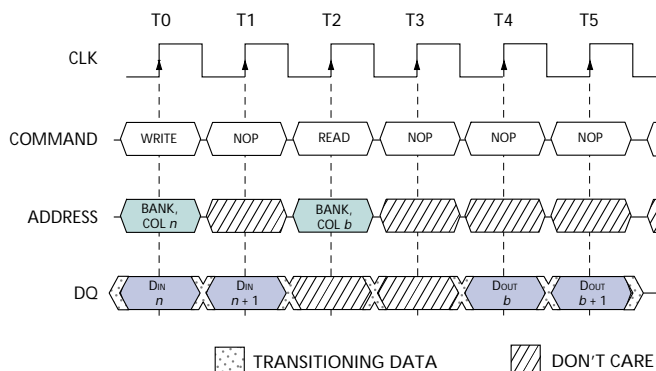 T0 T1 T2 T3 T4 T5
CLK
COMMAND WRITE NOP READ NOP NOP NOP
ADDRESS BANK, COL n BANK, COL b
DQ DIN n DIN n + 1 DOUT b DOUT b + 1
TRANSITIONING DATA DON'T CARE